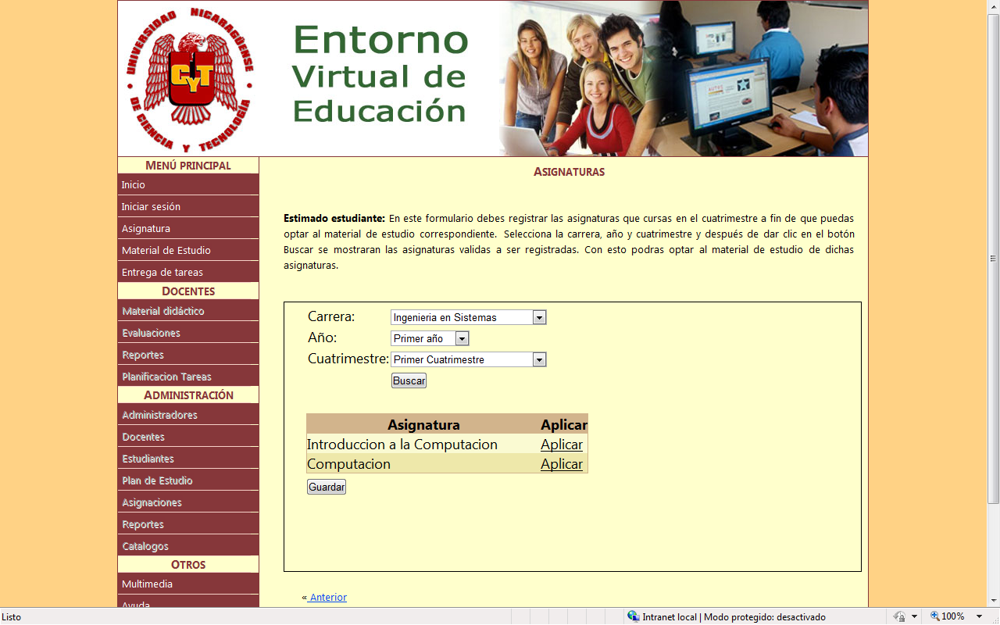 UNIVERSIDAD NICARAGÜENSE
DE CIENCIA Y TECNOLOGÍA
CYT
Entorno
Virtual de
Educación
MENÚ PRINCIPAL
Inicio
Iniciar sesión
Asignatura
Material de Estudio
Entrega de tareas
DOCENTES
Material didáctico
Evaluaciones
Reportes
Planificacion Tareas
ADMINISTRACIÓN
Administradores
Docentes
Estudiantes
Plan de Estudio
Asignaciones
Reportes
Catalogos
OTROS
Multimedia
Ayuda
ASIGNATURAS
Estimado estudiante: En este formulario debes registrar las asignaturas que cursas en el cuatrimestre a fin de que puedas
optar al material de estudio correspondiente. Selecciona la carrera, año y cuatrimestre y después de dar clic en el botón
Buscar se mostraran las asignaturas validas a ser registradas. Con esto podras optar al material de estudio de dichas
asignaturas.
Carrera: Ingenieria en Sistemas
Año: Primer año
Cuatrimestre: Primer Cuatrimestre
Buscar
Asignatura Aplicar
Introduccion a la Computacion Aplicar
Computacion Aplicar
Guardar
« Anterior
Listo Intranet local | Modo protegido: desactivado 100%